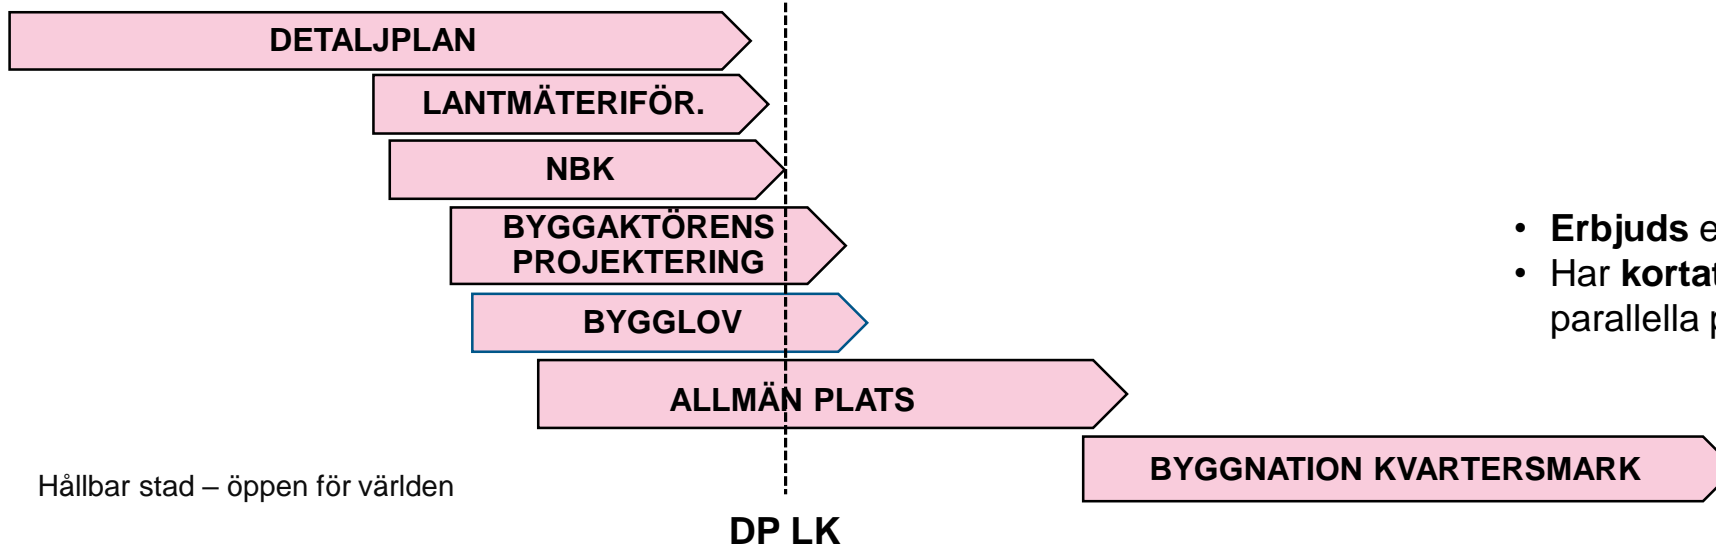 DETALJPLAN
LANTMÄTERIFÖR.
NBK
BYGGAKTÖRENS
PROJEKTERING
• Erbjuds
• Har
parallella
BYGGLOV
ALLMÄN PLATS
BYGGNATION KVARTERSMARK
Hållbar stad – öppen för världen
DP LK